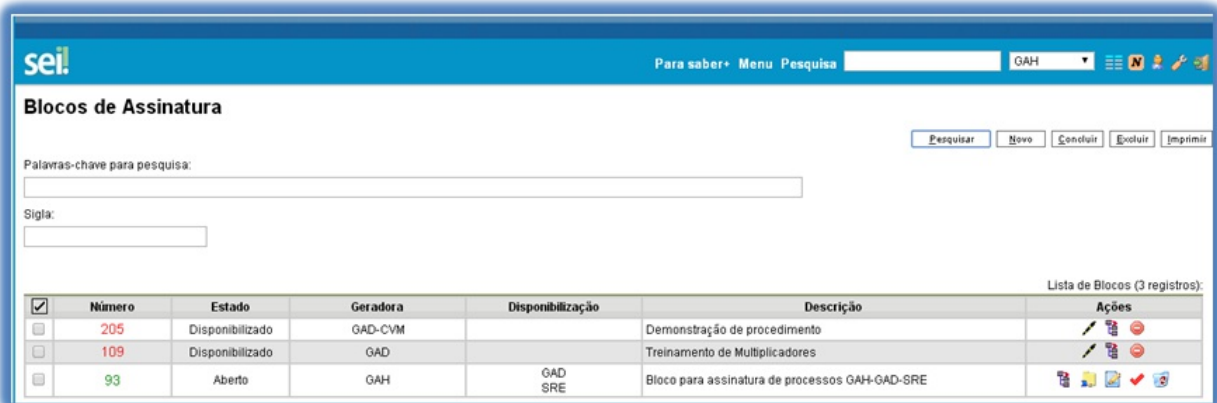 sei!
Para saber+ Menu Pesquisa GAH
Blocos de Assinatura
Pesquisar Novo Concluir Excluir Imprimir
Palavras-chave para pesquisa:
Sigla:
Lista de Blocos (3 registros):
Número Estado Geradora Disponibilização Descrição Ações
205 Disponibilizado GAD-CVM Demonstração de procedimento
109 Disponibilizado GAD Treinamento de Multiplicadores
93 Aberto GAH GAD SRE Bloco para assinatura de processos GAH-GAD-SRE